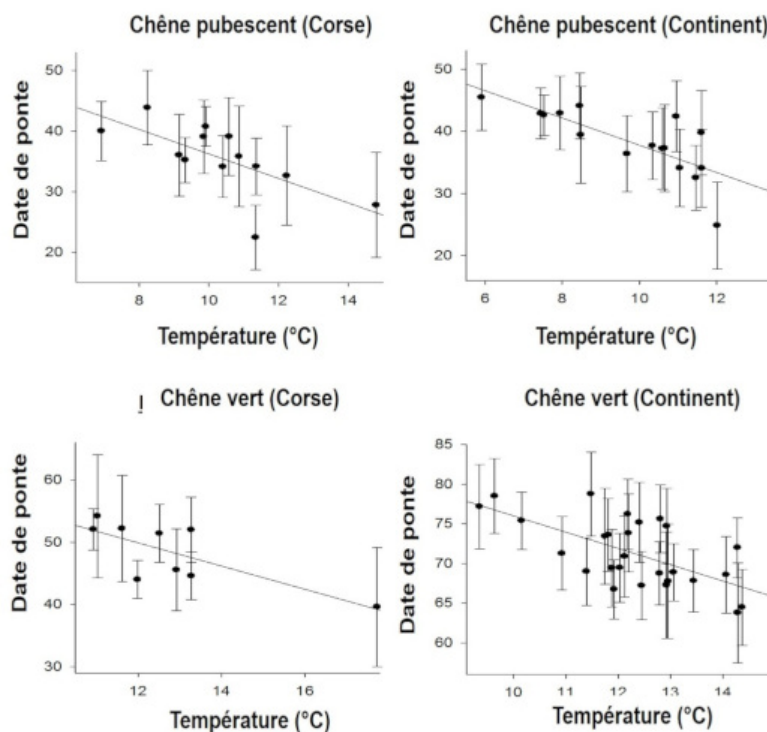 Chêne pubescent (Corse)
Date de ponte
50
40
30
20
8
10
12
14
Température (°C)
Chêne pubescent (Continent)
Date de ponte
50
40
30
20
6
8
10
12
Température (°C)
Chêne vert (Corse)
Date de ponte
60
50
40
30
12
14
16
Température (°C)
Chêne vert (Continent)
Date de ponte
85
80
75
70
65
60
10
11
12
13
14
Température (°C)